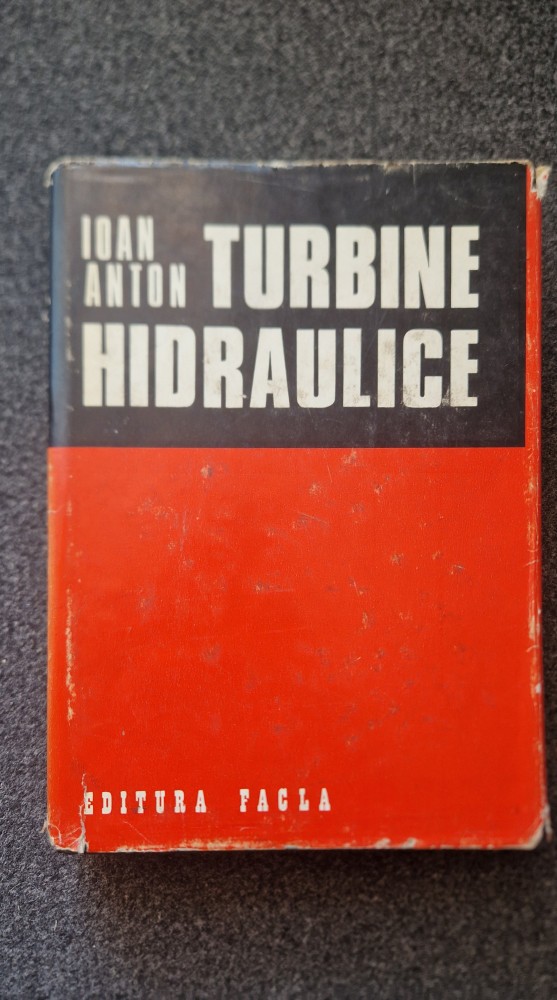 IOAN
ANTON
TURBINE
HIDRAULICE
EDITURA FACLA